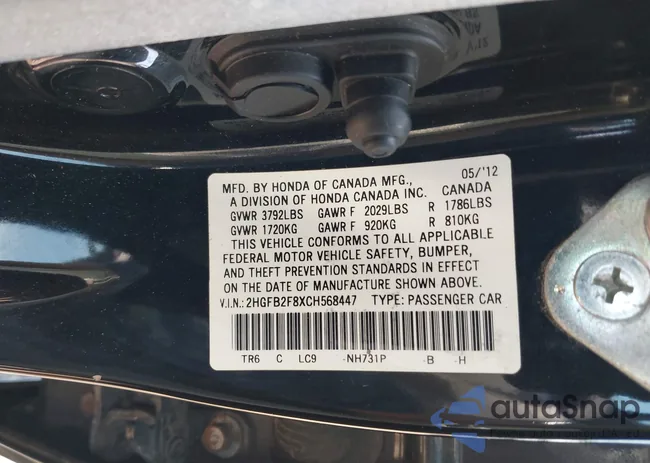 MFD. BY HONDA OF CANADA MFG., 05/'12
A DIVISION OF HONDA CANADA INC. CANADA
GVWR 3792LBS GAWR F 2029LBS R 1786LBS
GVWR 1720KG GAWR F 920KG R 810KG
THIS VEHICLE CONFORMS TO ALL APPLICABLE
FEDERAL MOTOR VEHICLE SAFETY, BUMPER,
AND THEFT PREVENTION STANDARDS IN EFFECT
ON THE DATE OF MANUFACTURE SHOWN ABOVE.
V.I.N.: 2HGFB2F8XCH568447 TYPE: PASSENGER CAR
TR6 C LC9 -NH731P -B -H
autaSnap